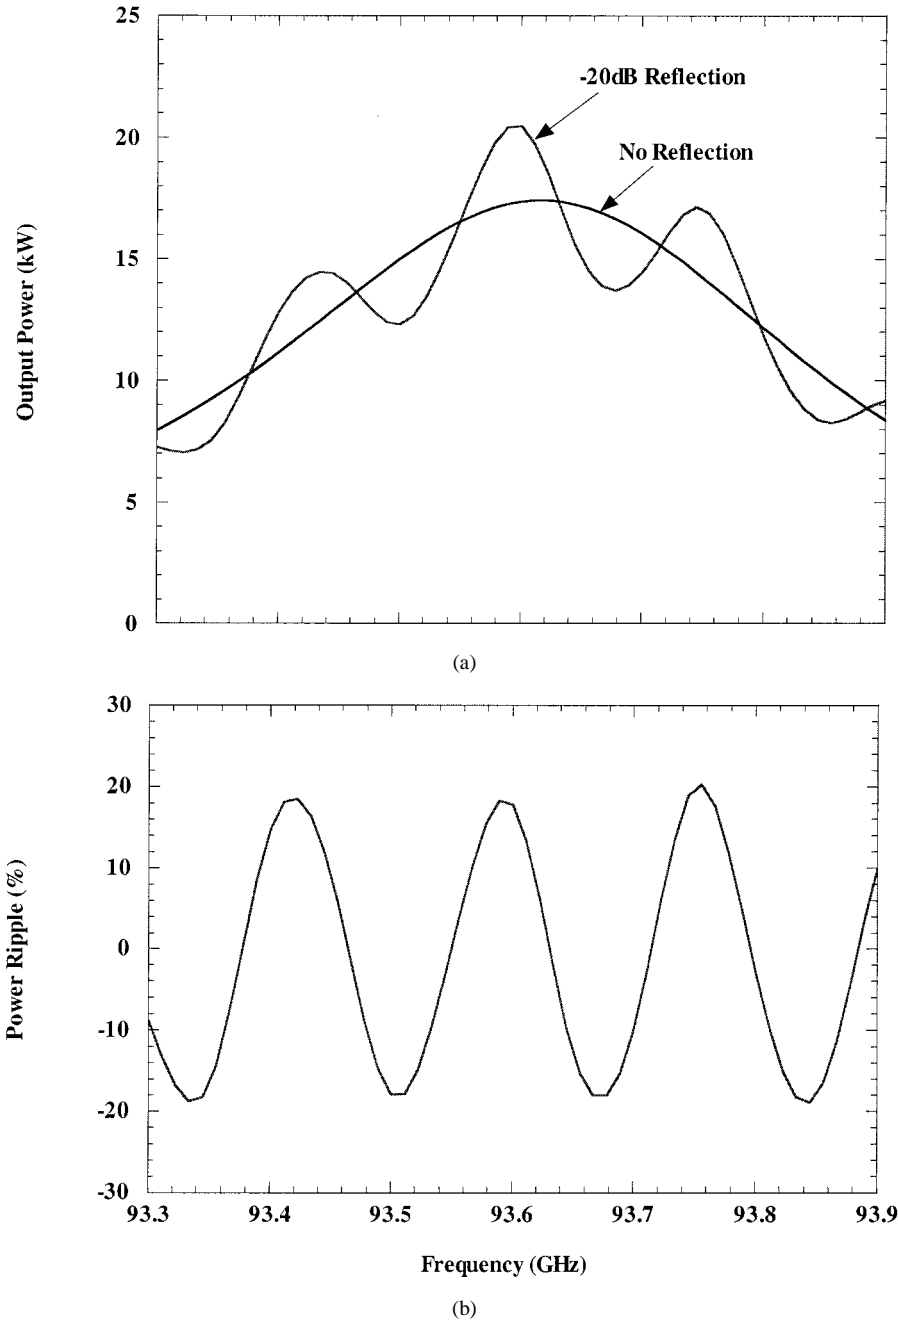 25
20
15
10
5
0
Output Power (kW)
-20dB Reflection
No Reflection
(a)
30
20
10
0
-10
-20
-30
Power Ripple (%)
93.3 93.4 93.5 93.6 93.7 93.8 93.9
Frequency (GHz)
(b)